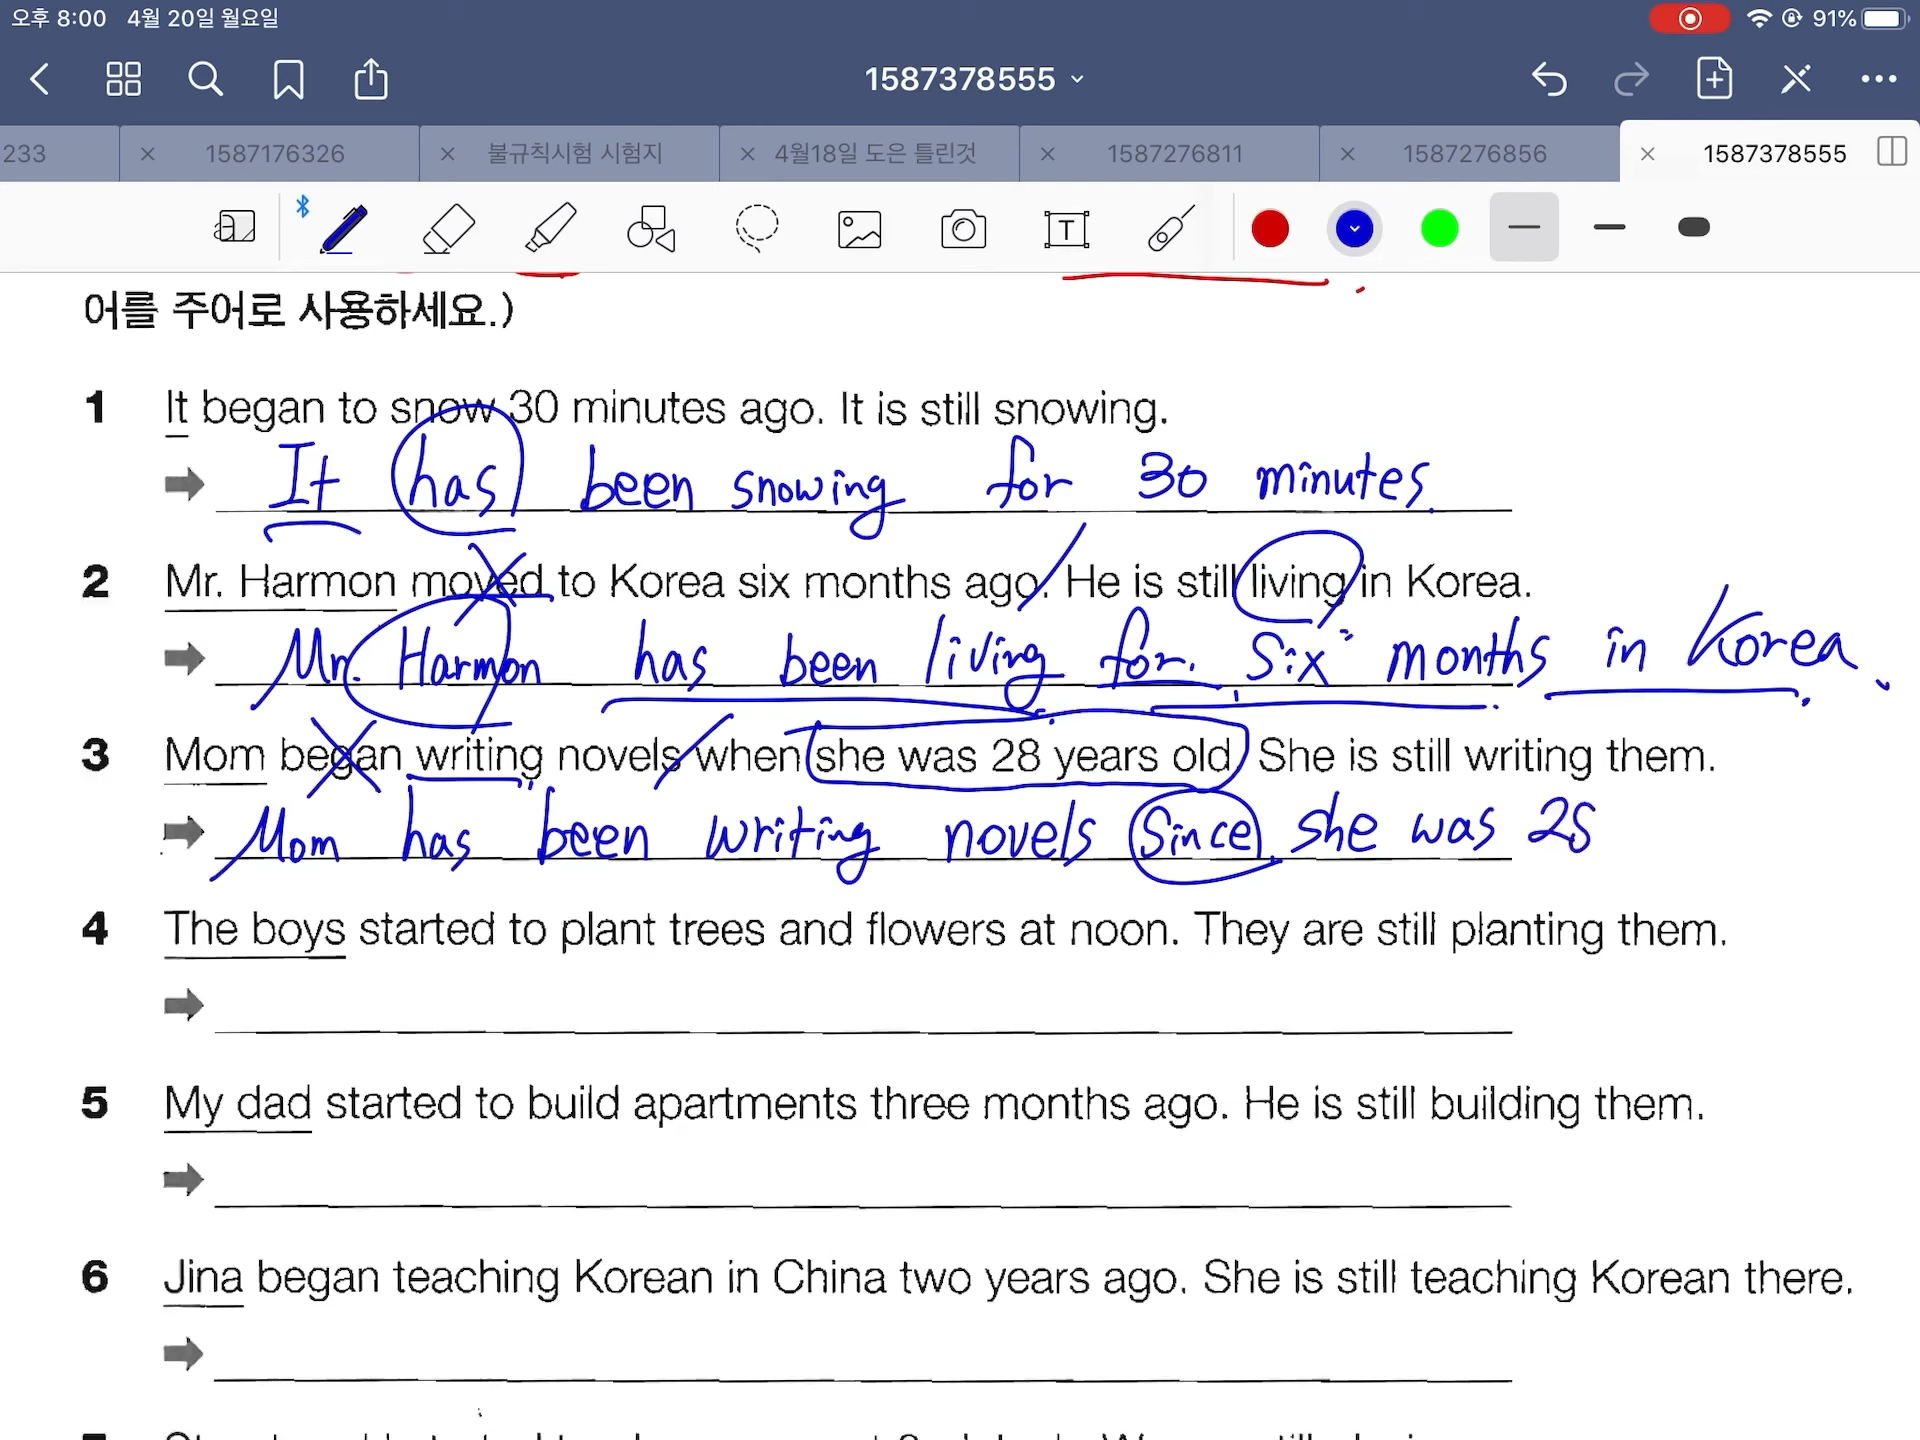 오후 8:00 4월 20일 월요일 91%
1587378555
233 1587176326 불규칙시험 시험지 4월18일 도은 틀린것 1587276811 1587276856 1587378555
어를 주어로 사용하세요.)
1 It began to snow 30 minutes ago. It is still snowing.
It has been snowing for 30 minutes.
2 Mr. Harmon moved to Korea six months ago. He is still living in Korea.
Mr. Harmon has been living for six months in Korea.
3 Mom began writing novels when she was 28 years old. She is still writing them.
Mom has been writing novels since she was 28
4 The boys started to plant trees and flowers at noon. They are still planting them.
5 My dad started to build apartments three months ago. He is still building them.
6 Jina began teaching Korean in China two years ago. She is still teaching Korean there.